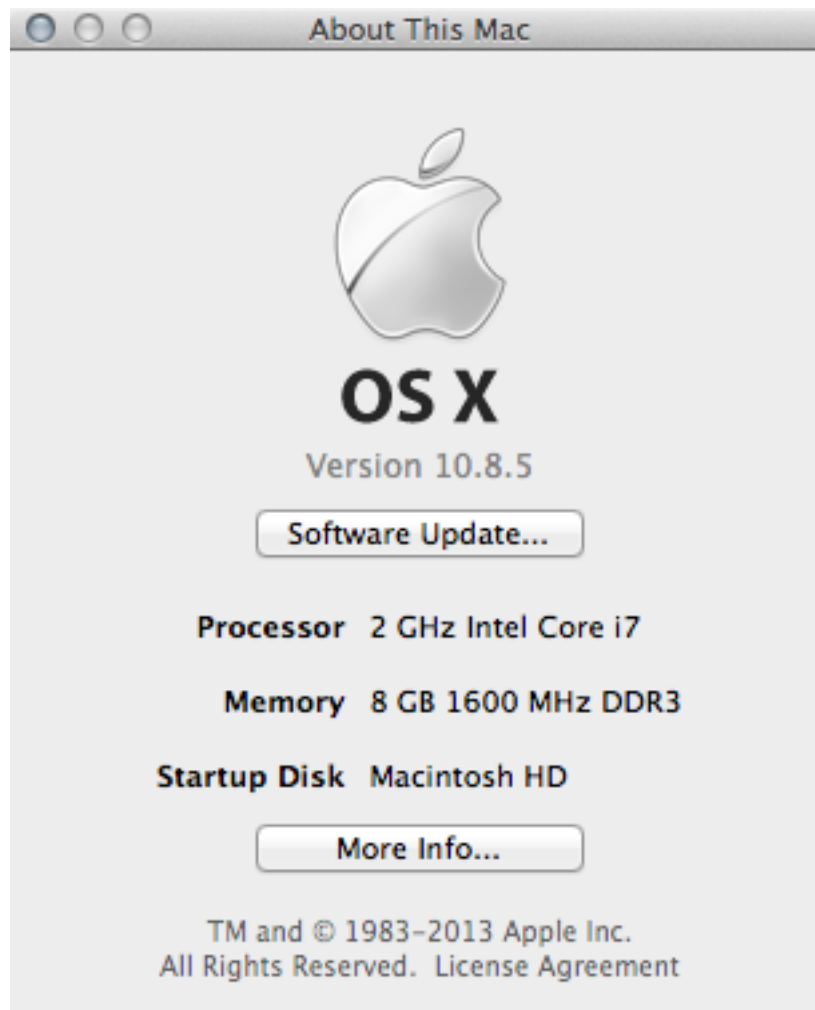 About This Mac
OS X
Version 10.8.5
Software Update...
Processor 2 GHz Intel Core i7
Memory 8 GB 1600 MHz DDR3
Startup Disk Macintosh HD
More Info...
TM and © 1983–2013 Apple Inc.
All Rights Reserved. License Agreement